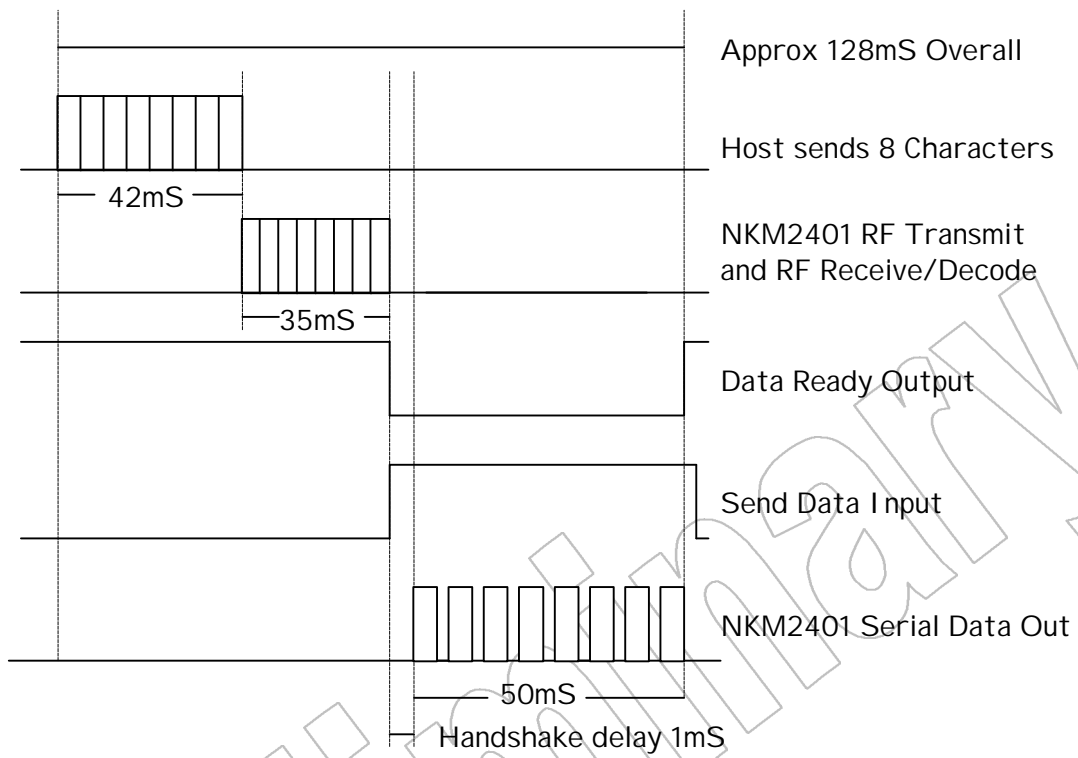 Approx 128mS Overall
Host sends 8 Characters
42mS
NKM2401 RF Transmit
and RF Receive/Decode
35mS
Data Ready Output
Send Data Input
NKM2401 Serial Data Out
50mS
Handshake delay 1mS